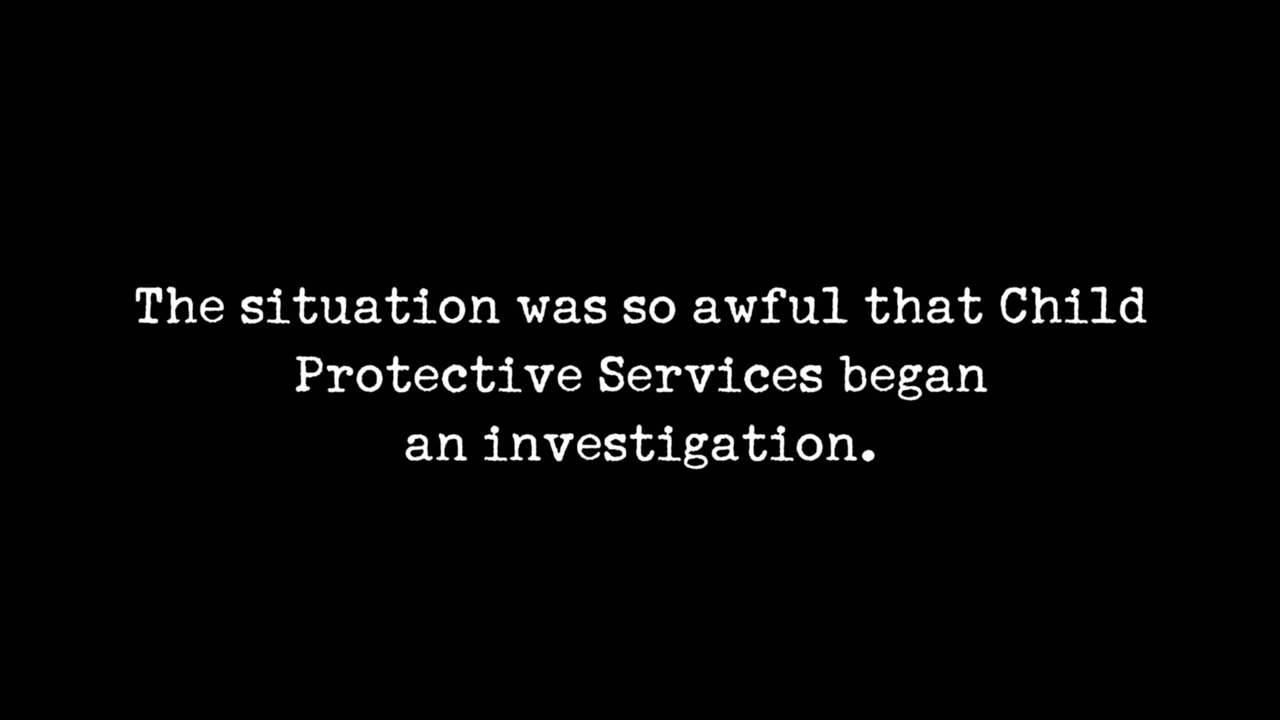 The situation was so awful that Child
Protective Services began
an investigation.